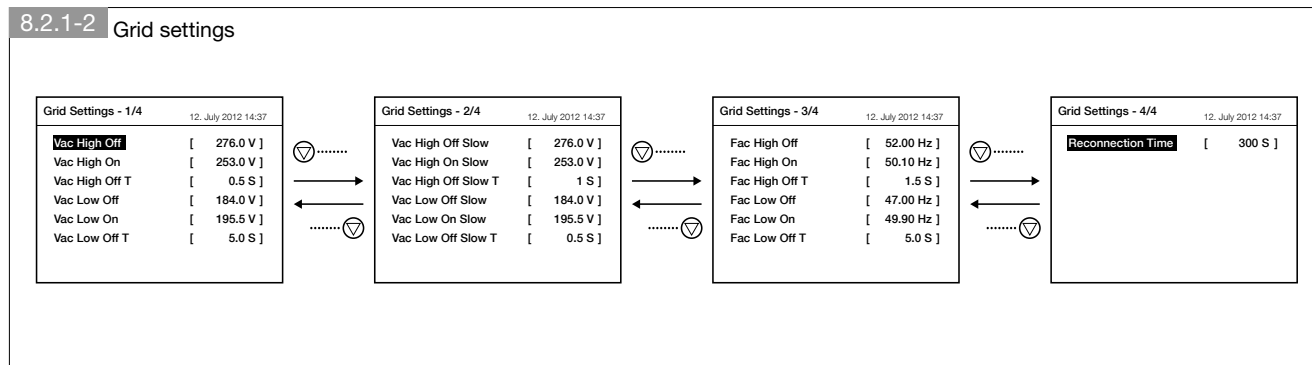 8.2.1-2 Grid settings
Grid Settings - 1/4 12. July 2012 14:37
Vac High Off [ 276.0 V ]
Vac High On [ 253.0 V ]
Vac High Off T [ 0.5 S ]
Vac Low Off [ 184.0 V ]
Vac Low On [ 195.5 V ]
Vac Low Off T [ 5.0 S ]
Grid Settings - 2/4 12. July 2012 14:37
Vac High Off Slow [ 276.0 V ]
Vac High On Slow [ 253.0 V ]
Vac High Off Slow T [ 1 S ]
Vac Low Off Slow [ 184.0 V ]
Vac Low On Slow [ 195.5 V ]
Vac Low Off Slow T [ 0.5 S ]
Grid Settings - 3/4 12. July 2012 14:37
Fac High Off [ 52.00 Hz ]
Fac High On [ 50.10 Hz ]
Fac High Off T [ 1.5 S ]
Fac Low Off [ 47.00 Hz ]
Fac Low On [ 49.90 Hz ]
Fac Low Off T [ 5.0 S ]
Grid Settings - 4/4 12. July 2012 14:37
Reconnection Time [ 300 S ]